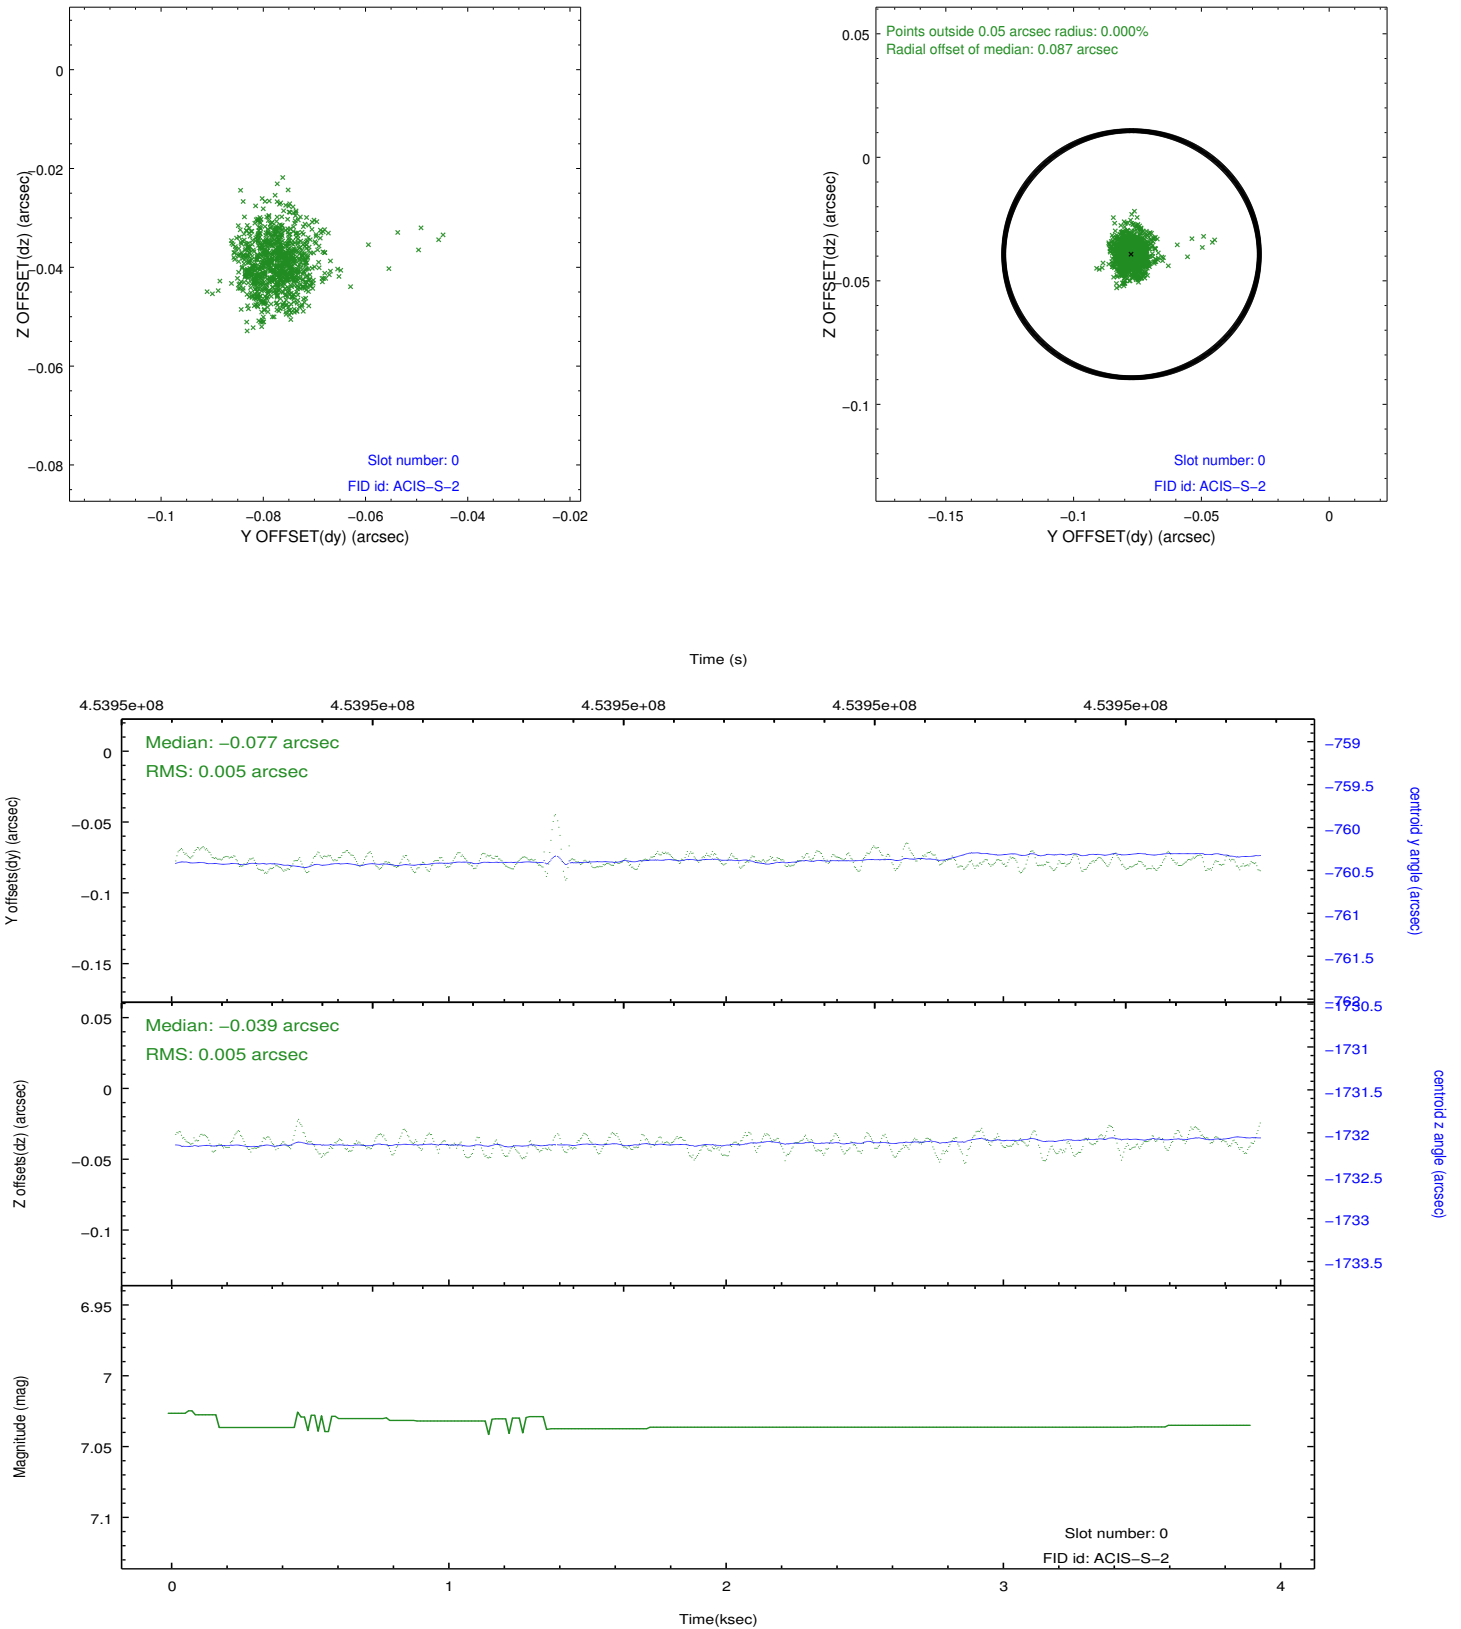 0
−0.02
−0.04
−0.06
−0.08
Z OFFSET(dz) (arcsec)
Slot number: 0
FID id: ACIS−S−2
−0.1
−0.08
−0.06
−0.04
−0.02
Y OFFSET(dy) (arcsec)
Points outside 0.05 arcsec radius: 0.000%
Radial offset of median: 0.087 arcsec
0.05
0
−0.05
−0.1
Z OFFSET(dz) (arcsec)
Slot number: 0
FID id: ACIS−S−2
−0.15
−0.1
−0.05
0
Y OFFSET(dy) (arcsec)
Time (s)
4.5395e+08
4.5395e+08
4.5395e+08
4.5395e+08
4.5395e+08
Median: −0.077 arcsec
RMS: 0.005 arcsec
0
−0.05
−0.1
−0.15
Y offsets(dy) (arcsec)
−759
−759.5
−760
−760.5
−761
−761.5
−762
centroid y angle (arcsec)
Median: −0.039 arcsec
RMS: 0.005 arcsec
0.05
0
−0.05
−0.1
Z offsets(dz) (arcsec)
−1730.5
−1731
−1731.5
−1732
−1732.5
−1733
−1733.5
centroid z angle (arcsec)
6.95
7
7.05
7.1
Magnitude (mag)
Slot number: 0
FID id: ACIS−S−2
0
1
2
3
4
Time(ksec)